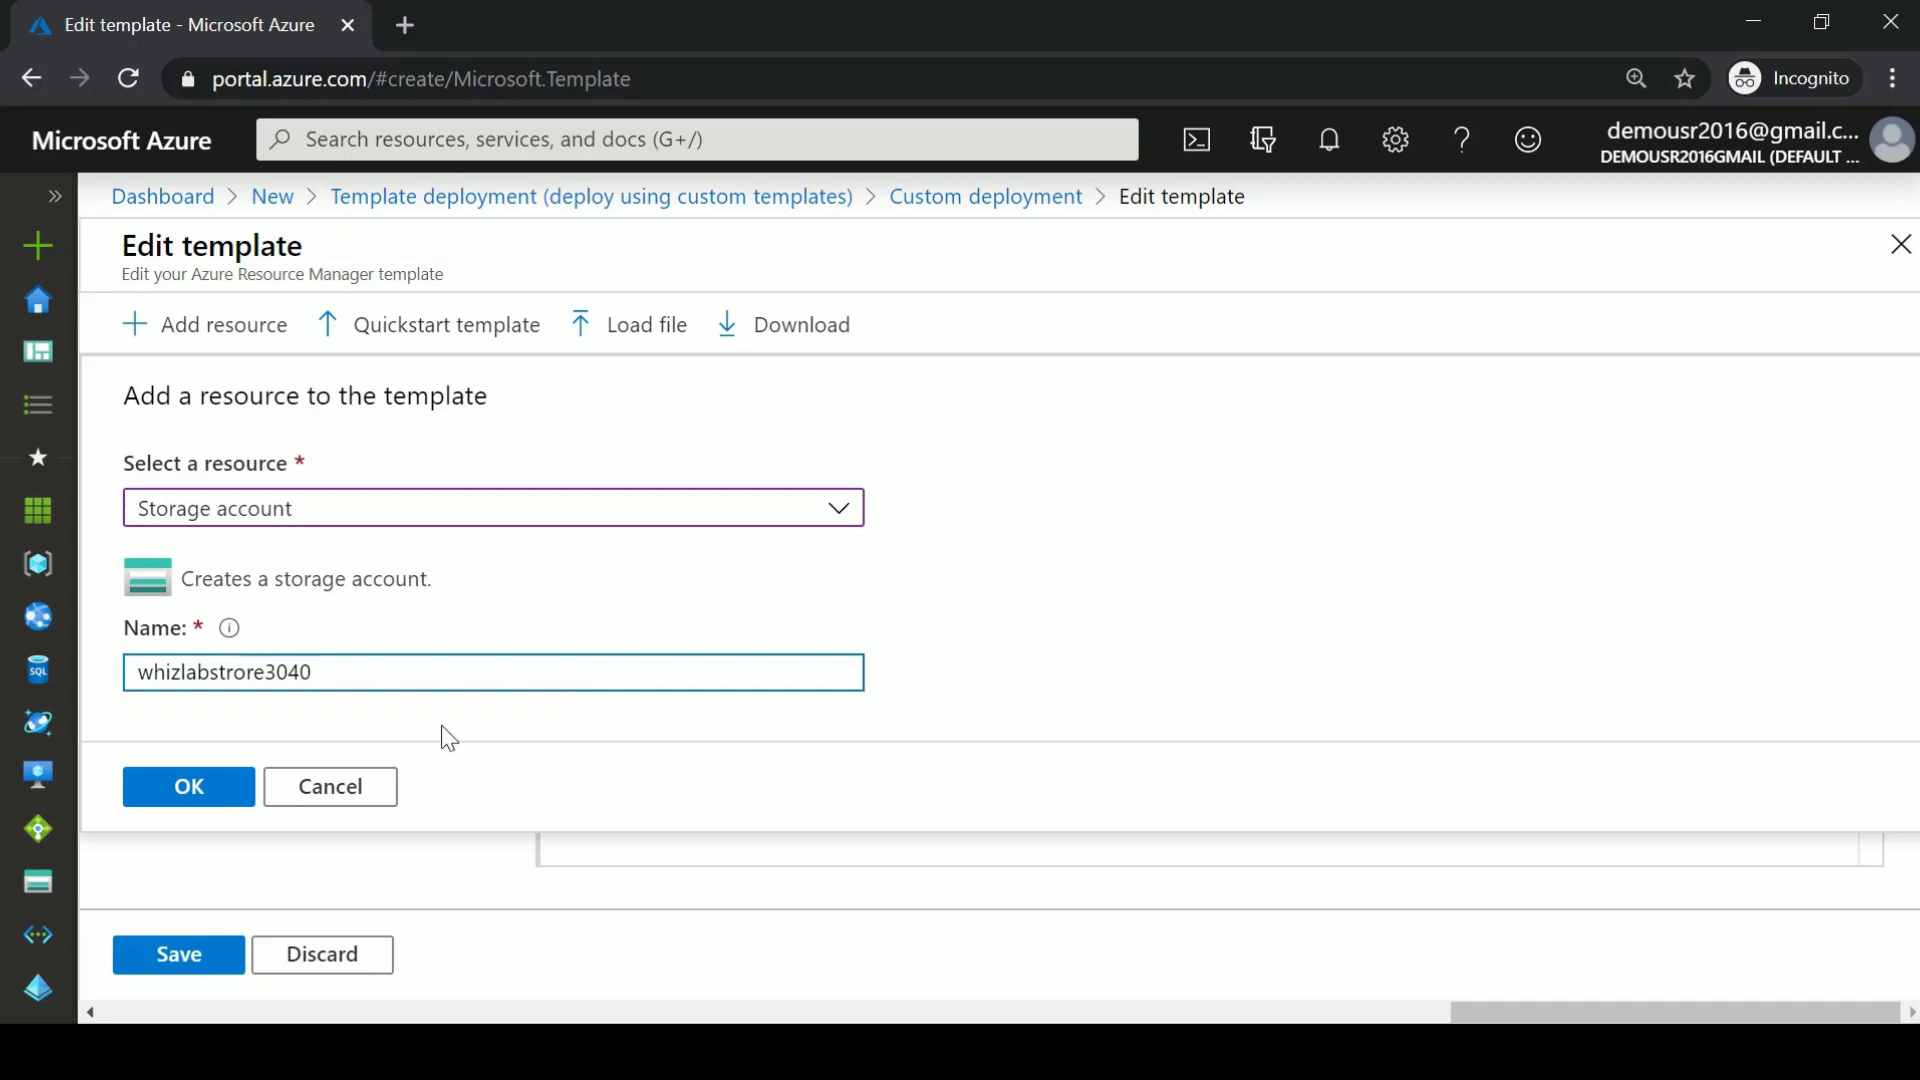 Edit template - Microsoft Azure
portal.azure.com/#create/Microsoft.Template
Incognito
Microsoft Azure
Search resources, services, and docs (G+/)
demousr2016@gmail.c...
DEMOUSR2016GMAIL (DEFAULT ...
Dashboard > New > Template deployment (deploy using custom templates) > Custom deployment > Edit template
Edit template
Edit your Azure Resource Manager template
Add resource Quickstart template Load file Download
Add a resource to the template
Select a resource *
Storage account
Creates a storage account.
Name: *
whizlabstrore3040
OK Cancel
Save Discard
SQL